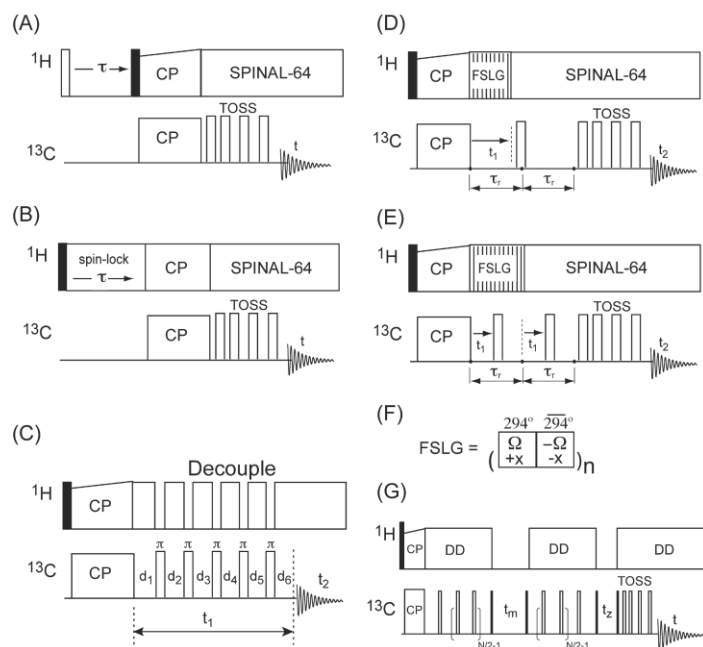 (A)
¹H
τ
CP
SPINAL-64
TOSS
¹³C
CP
t
(B)
¹H
spin-lock
τ
CP
SPINAL-64
TOSS
¹³C
CP
t
(C)
Decouple
¹H
CP
π π π π π
¹³C
CP
d₁ d₂ d₃ d₄ d₅ d₆
t₂
t₁
(D)
¹H
CP
FSLG
SPINAL-64
TOSS
¹³C
CP
t₁
t₂
τᵣ τᵣ
(E)
¹H
CP
FSLG
SPINAL-64
TOSS
¹³C
CP
t₁ t₁
t₂
τᵣ τᵣ
(F)
294° 2̅9̅4̅°
FSLG = ( Ω −Ω )n
+x -x
(G)
¹H
CP DD DD DD
TOSS
¹³C
CP
tm
tz
t
N/2-1 N/2-1